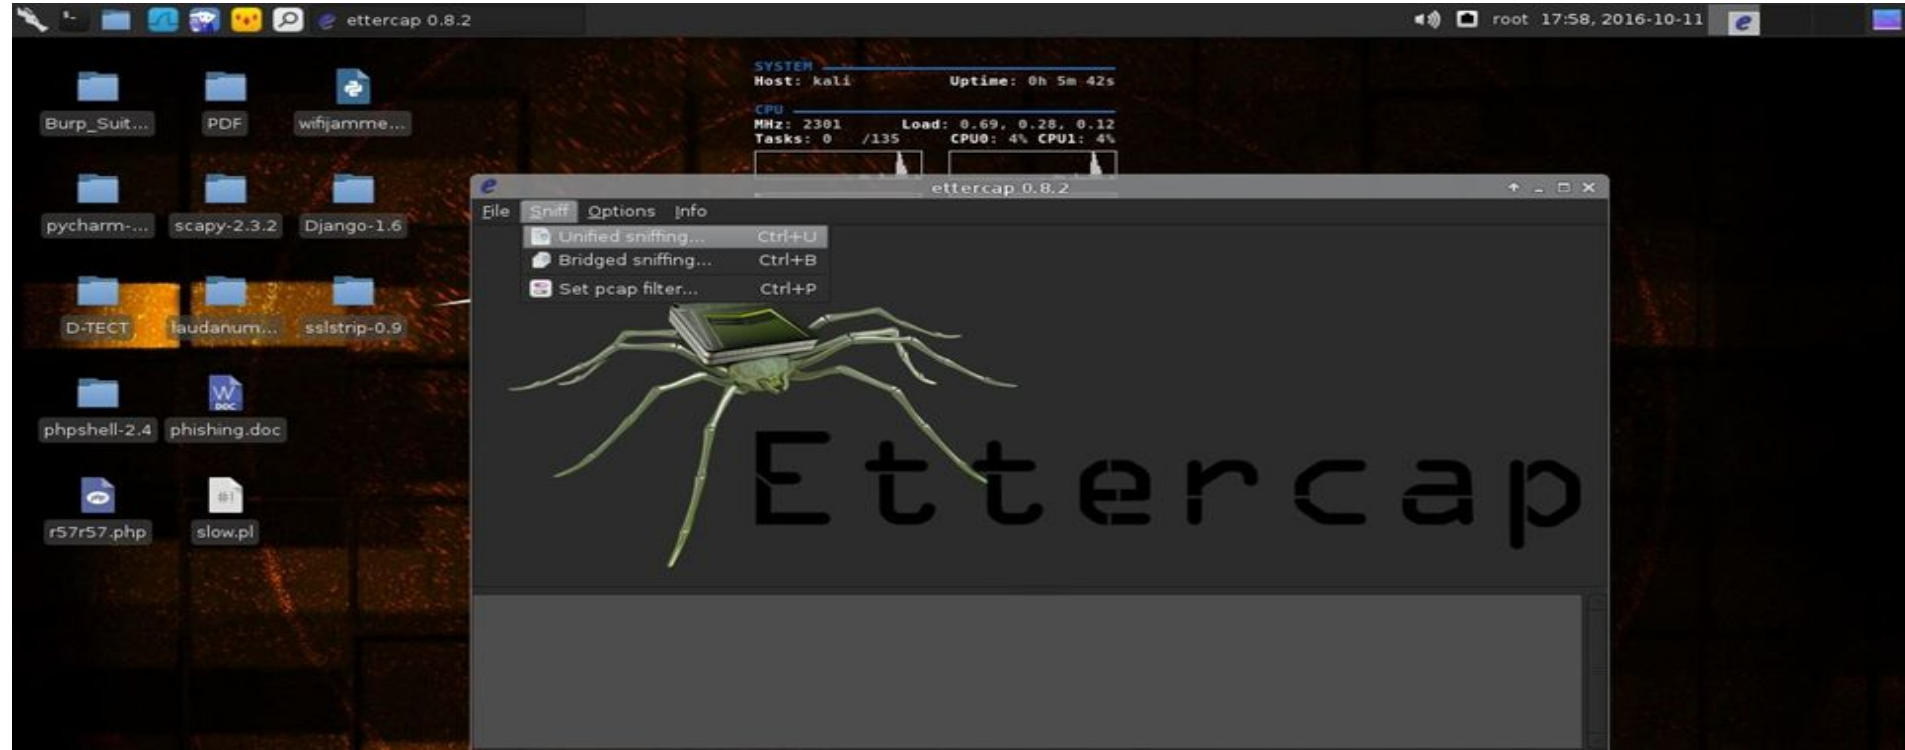 ettercap 0.8.2
root 17:58, 2016-10-11
SYSTEM
Host: kali Uptime: 0h 5m 42s
CPU
MHz: 2301 Load: 0.69, 0.28, 0.12
Tasks: 0 /135 CPU0: 4% CPU1: 4%
Burp_Suit...
PDF
wifijamme...
pycharm-...
scapy-2.3.2
Django-1.6
D-TECT
laudanum...
sslstrip-0.9
phpshell-2.4
W
DOC
phishing.doc
php
r57r57.php
#!
slow.pl
ettercap 0.8.2
File Sniff Options Info
Unified sniffing... Ctrl+U
Bridged sniffing... Ctrl+B
Set pcap filter... Ctrl+P
Ettercap